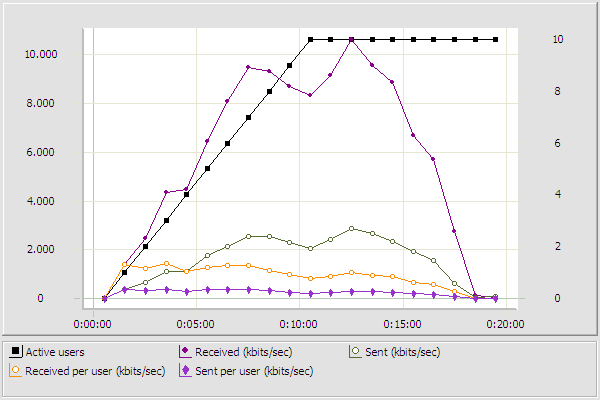 10.000 10
8.000 8
6.000 6
4.000 4
2.000 2
0 0
0:00:00 0:05:00 0:10:00 0:15:00 0:20:00
Active users Received (kbits/sec) Sent (kbits/sec)
Received per user (kbits/sec) Sent per user (kbits/sec)